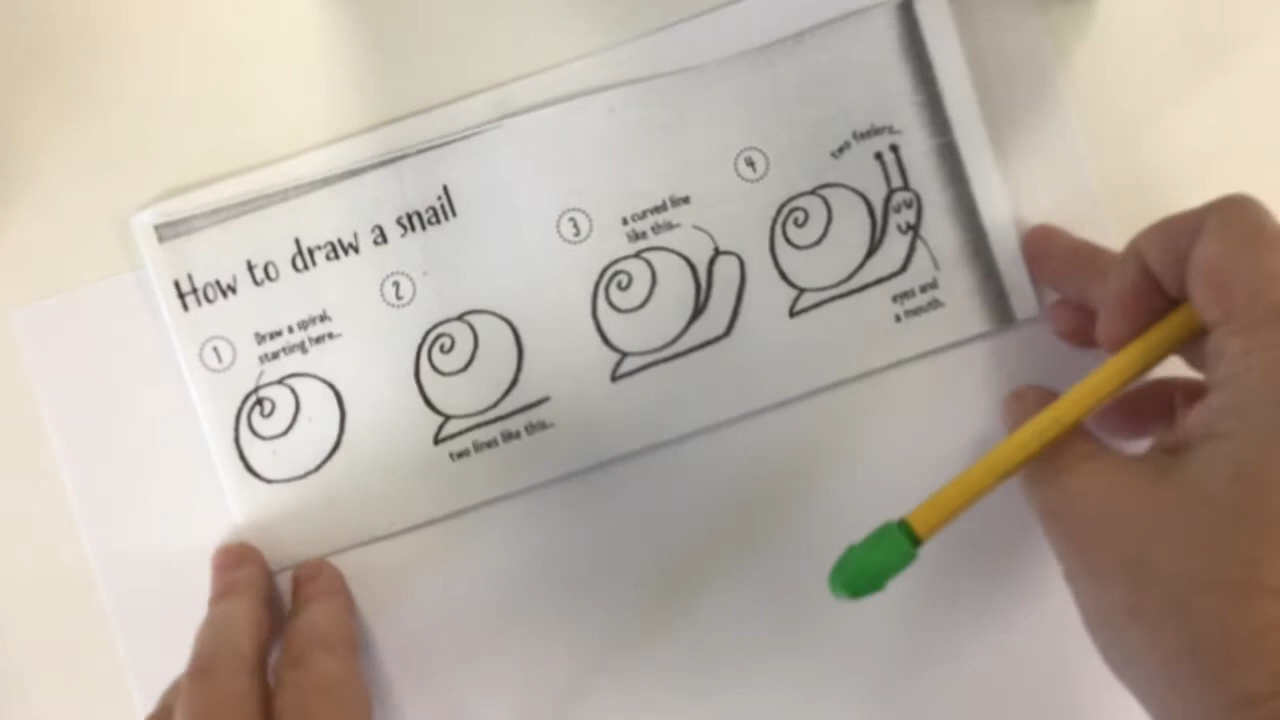 How to draw a snail
1
Draw a spiral,
starting here...
2
two lines like this...
3
a curved line
like this...
4
two feelers...
eyes and
a mouth.